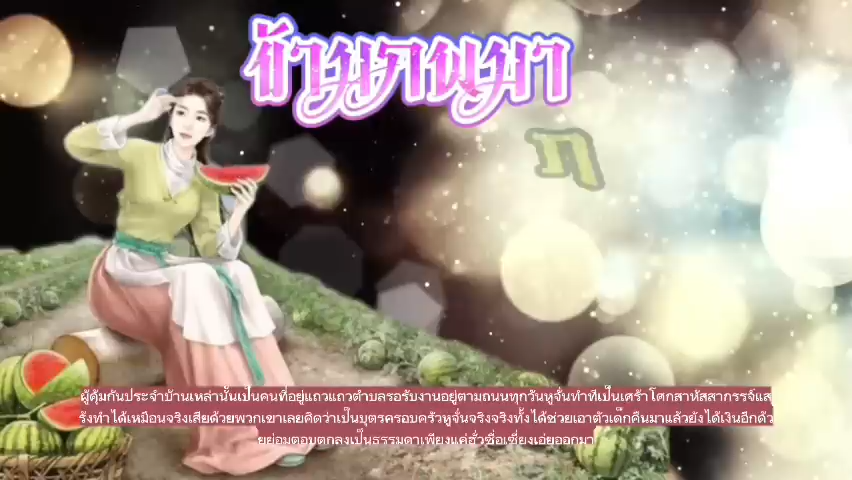 ข้ามภพมา
ท
ผู้คุ้มกันประจำบ้านเหล่านั้นเป็นคนที่อยู่แถวแถวตำบลรอรับงานอยู่ตามถนนทุกวันหูจั่นทำทีเป็นเศร้าโศกสาหัสสากรรจ์แส
ร้งทำได้เหมือนจริงเสียด้วยพวกเขาเลยคิดว่าเป็นบุตรครอบครัวหูจั่นจริงจริงทั้งได้ช่วยเอาตัวเด็กคืนมาแล้วยังได้เงินอีกด้ว
ยย่อมตอบตกลงเป็นธรรมดาเพียงแค่ฮั่วซื่อเซี่ยงเอ่ยออกมา